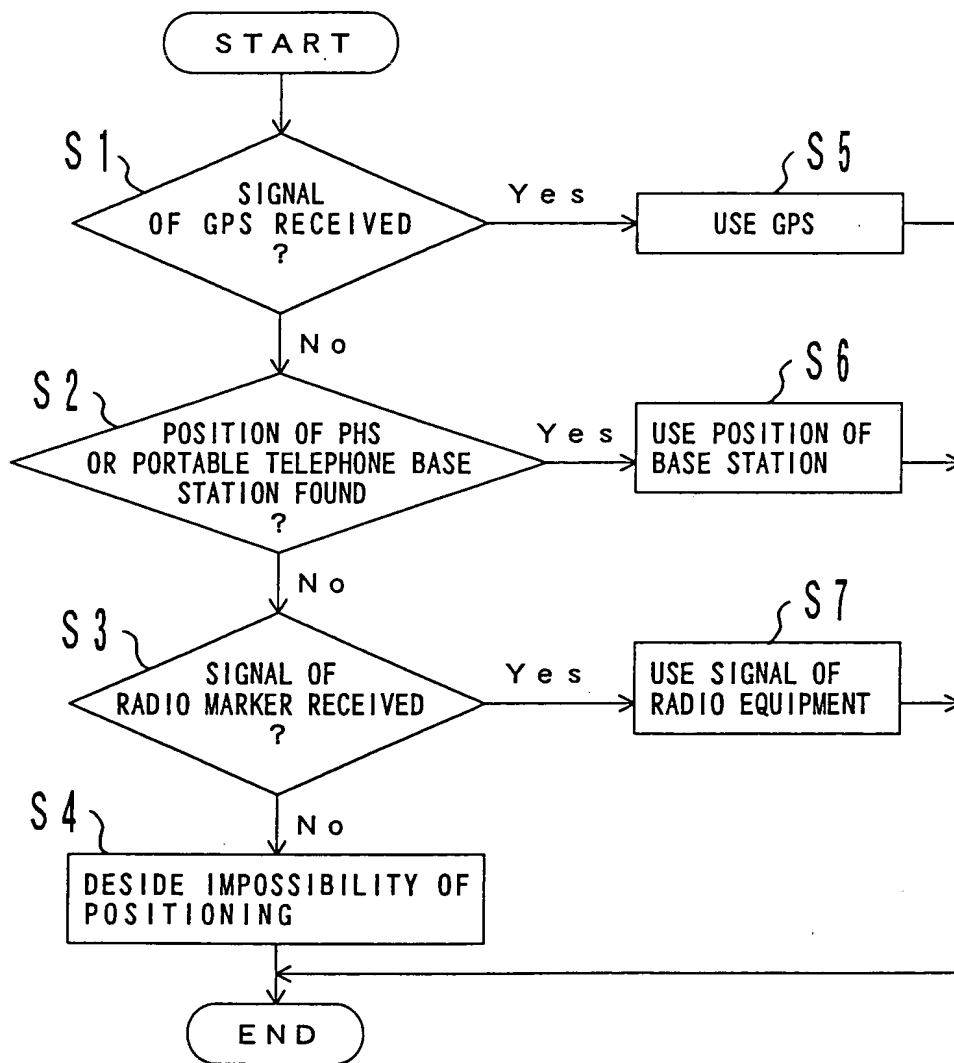 START
S1
SIGNAL
OF GPS RECEIVED
?
Yes
S5
USE GPS
No
S2
POSITION OF PHS
OR PORTABLE TELEPHONE BASE
STATION FOUND
?
Yes
S6
USE POSITION OF
BASE STATION
No
S3
SIGNAL OF
RADIO MARKER RECEIVED
?
Yes
S7
USE SIGNAL OF
RADIO EQUIPMENT
No
S4
DESIDE IMPOSSIBILITY OF
POSITIONING
END